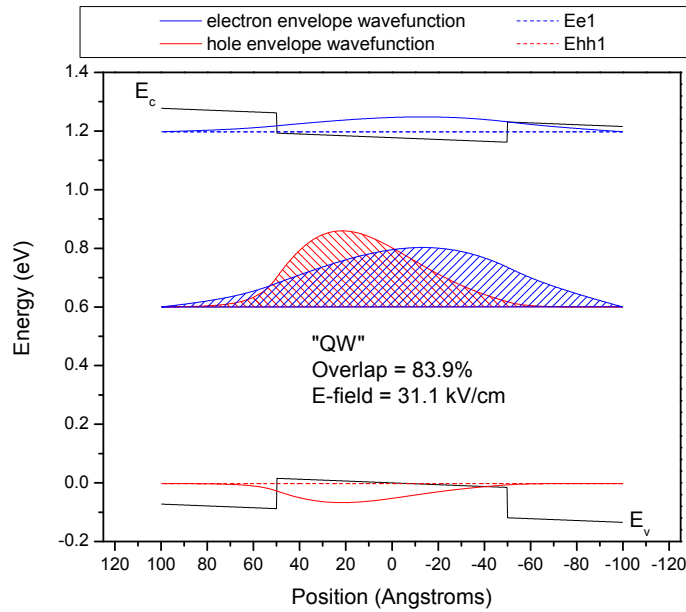 electron envelope wavefunction Ee1
hole envelope wavefunction Ehh1
1.4
E_c
1.2
1.0
0.8
0.6
0.4
0.2
0.0
-0.2
Energy (eV)
"QW"
Overlap = 83.9%
E-field = 31.1 kV/cm
E_v
120 100 80 60 40 20 0 -20 -40 -60 -80 -100 -120
Position (Angstroms)